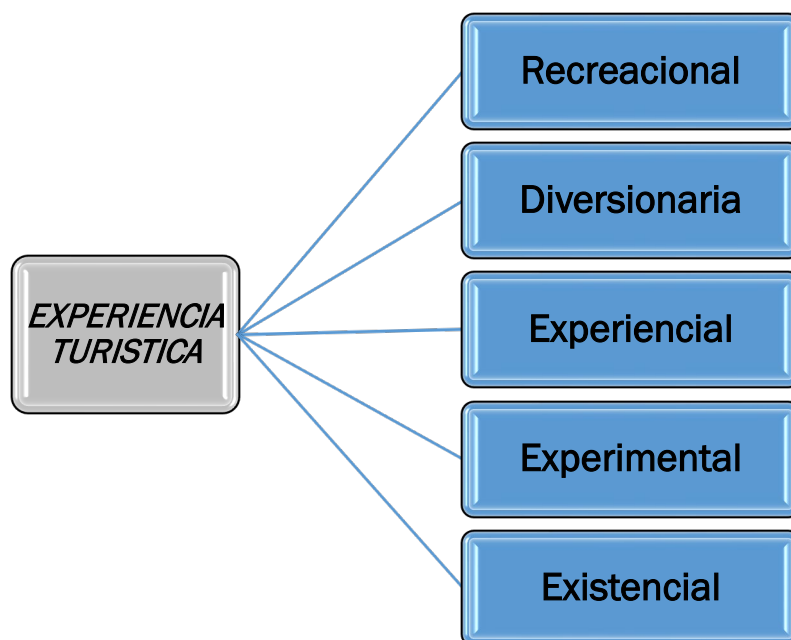 EXPERIENCIA
TURISTICA
Recreacional
Diversionaria
Experiencial
Experimental
Existencial